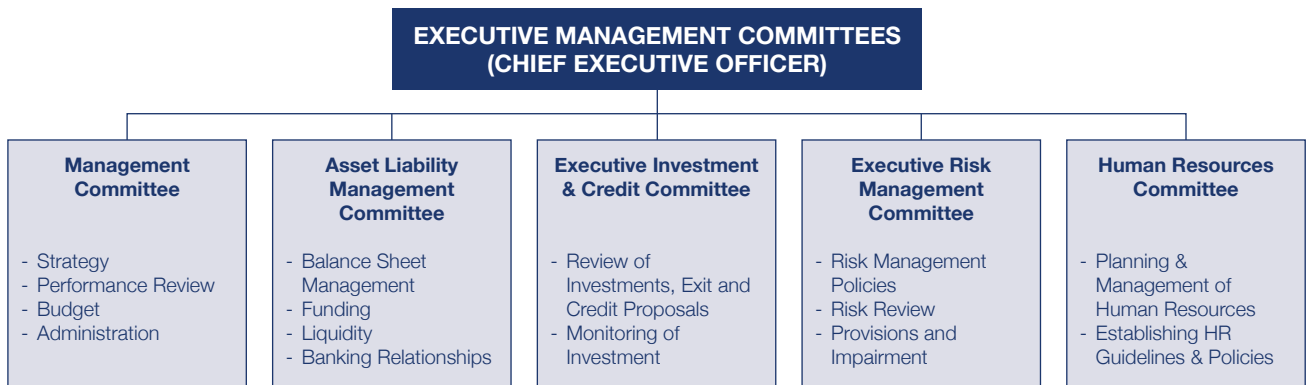 EXECUTIVE MANAGEMENT COMMITTEES
(CHIEF EXECUTIVE OFFICER)
Management
Committee
- Strategy
- Performance Review
- Budget
- Administration
Asset Liability
Management
Committee
- Balance Sheet
Management
- Funding
- Liquidity
- Banking Relationships
Executive Investment
& Credit Committee
- Review of
Investments, Exit and
Credit Proposals
- Monitoring of
Investment
Executive Risk
Management
Committee
- Risk Management
Policies
- Risk Review
- Provisions and
Impairment
Human Resources
Committee
- Planning &
Management of
Human Resources
- Establishing HR
Guidelines & Policies